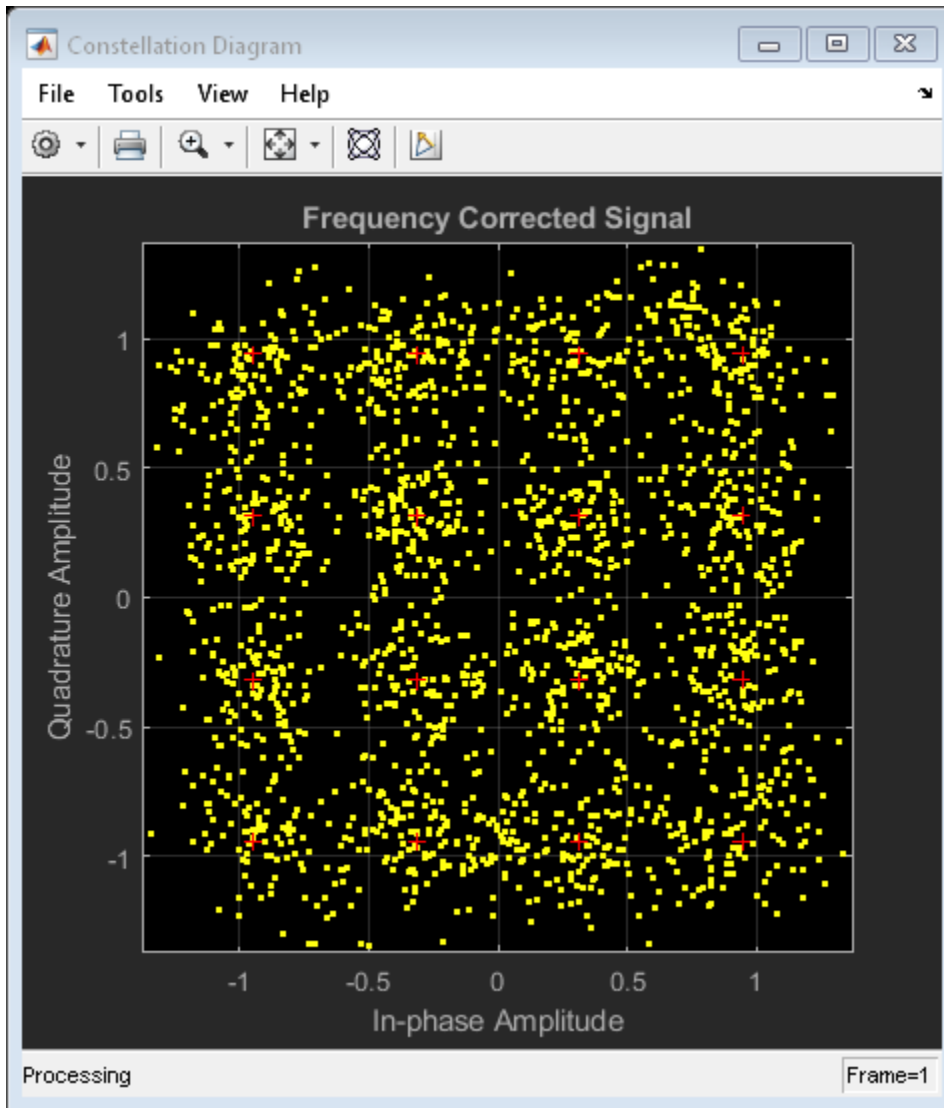 Constellation Diagram
File Tools View Help
Frequency Corrected Signal
1
0.5
0
-0.5
-1
Quadrature Amplitude
-1 -0.5 0 0.5 1
In-phase Amplitude
Processing Frame=1